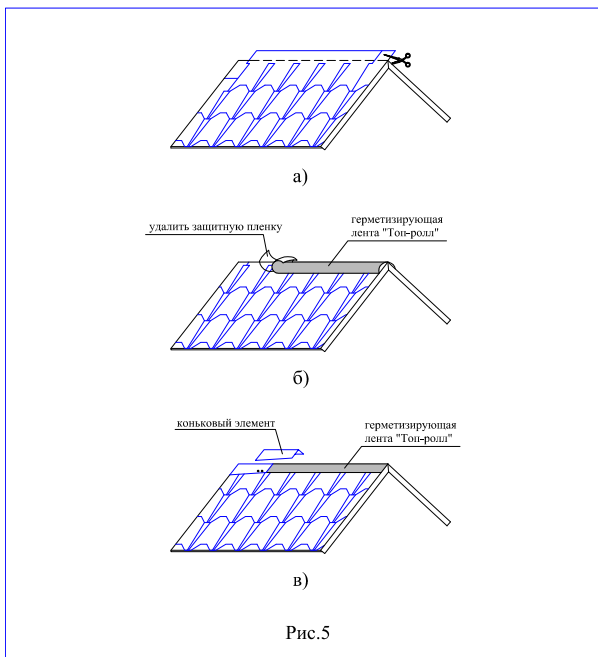 а)
удалить защитную пленку
герметизирующая
лента "Топ-ролл"
б)
коньковый элемент
герметизирующая
лента "Топ-ролл"
в)
Рис.5